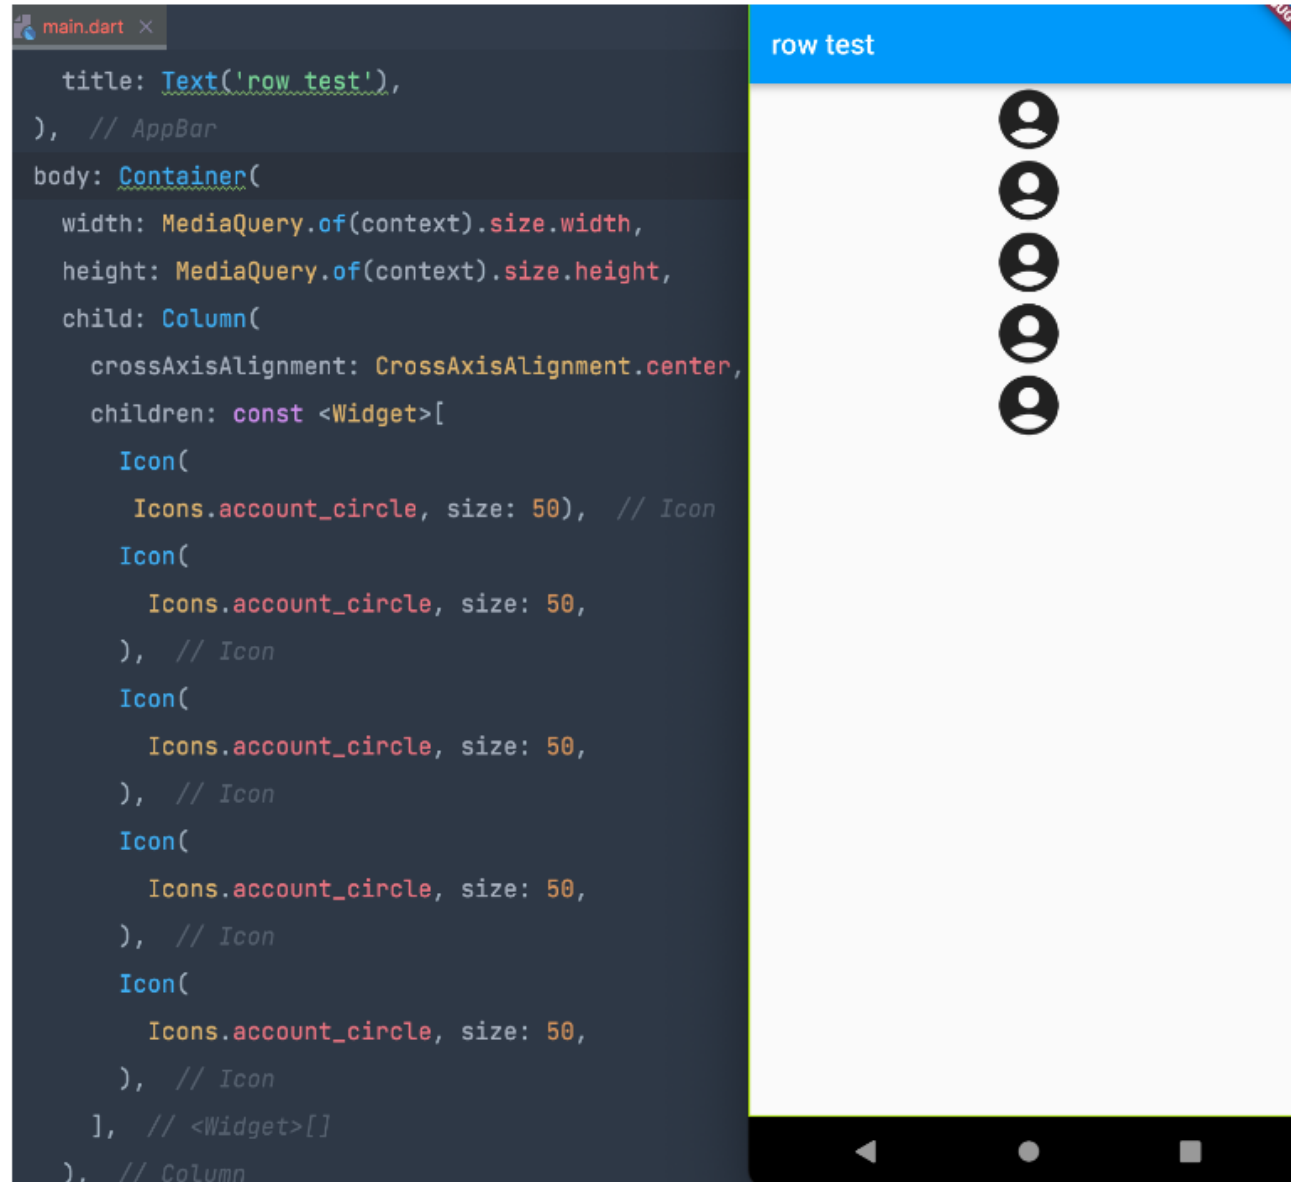 main.dart
title: Text('row test'),
), // AppBar
body: Container(
width: MediaQuery.of(context).size.width,
height: MediaQuery.of(context).size.height,
child: Column(
crossAxisAlignment: CrossAxisAlignment.center,
children: const <Widget>[
Icon(
Icons.account_circle, size: 50), // Icon
Icon(
Icons.account_circle, size: 50,
), // Icon
Icon(
Icons.account_circle, size: 50,
), // Icon
Icon(
Icons.account_circle, size: 50,
), // Icon
Icon(
Icons.account_circle, size: 50,
), // Icon
], // <Widget>[]
), // Column
row test